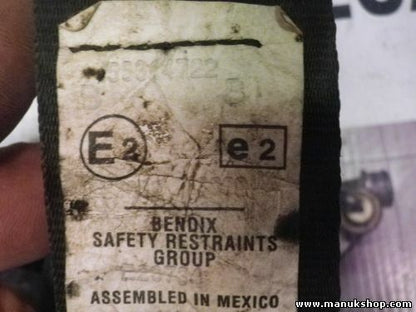 E2 e2
BENDIX
SAFETY RESTRAINTS
GROUP
ASSEMBLED IN MEXICO
www.manukshop.com